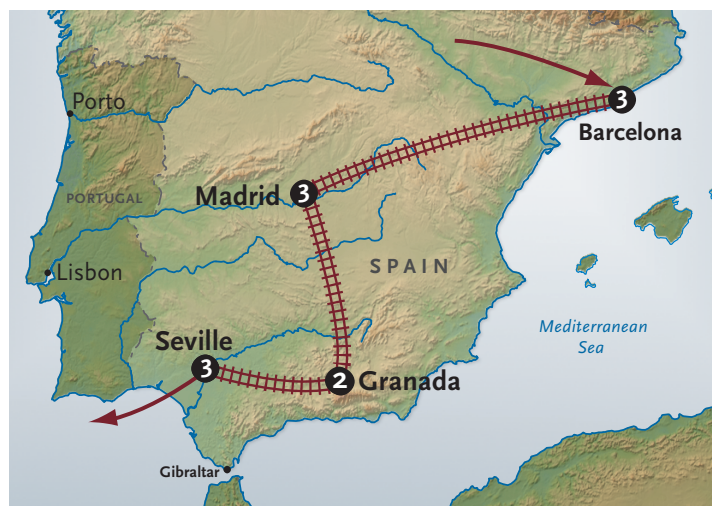 Porto
3
Barcelona
PORTUGAL
Madrid 3
Lisbon
SPAIN
Mediterranean
Sea
Seville
3
2 Granada
Gibraltar